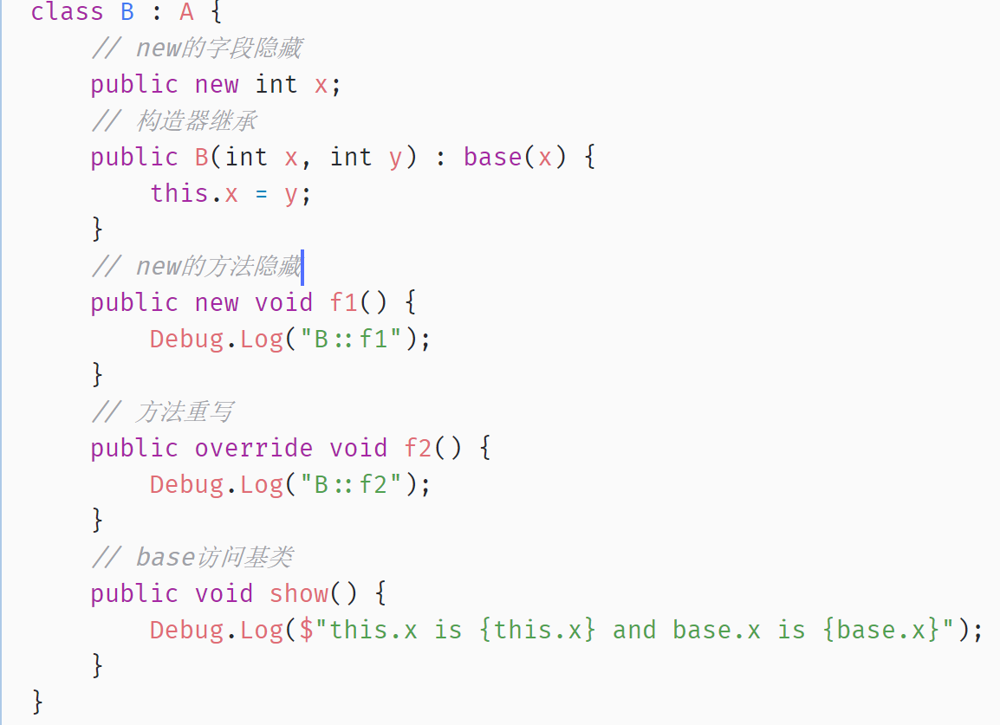 class B : A {
    // new的字段隐藏
    public new int x;
    // 构造器继承
    public B(int x, int y) : base(x) {
        this.x = y;
    }
    // new的方法隐藏
    public new void f1() {
        Debug.Log("B::f1");
    }
    // 方法重写
    public override void f2() {
        Debug.Log("B::f2");
    }
    // base访问基类
    public void show() {
        Debug.Log($"this.x is {this.x} and base.x is {base.x}");
    }
}